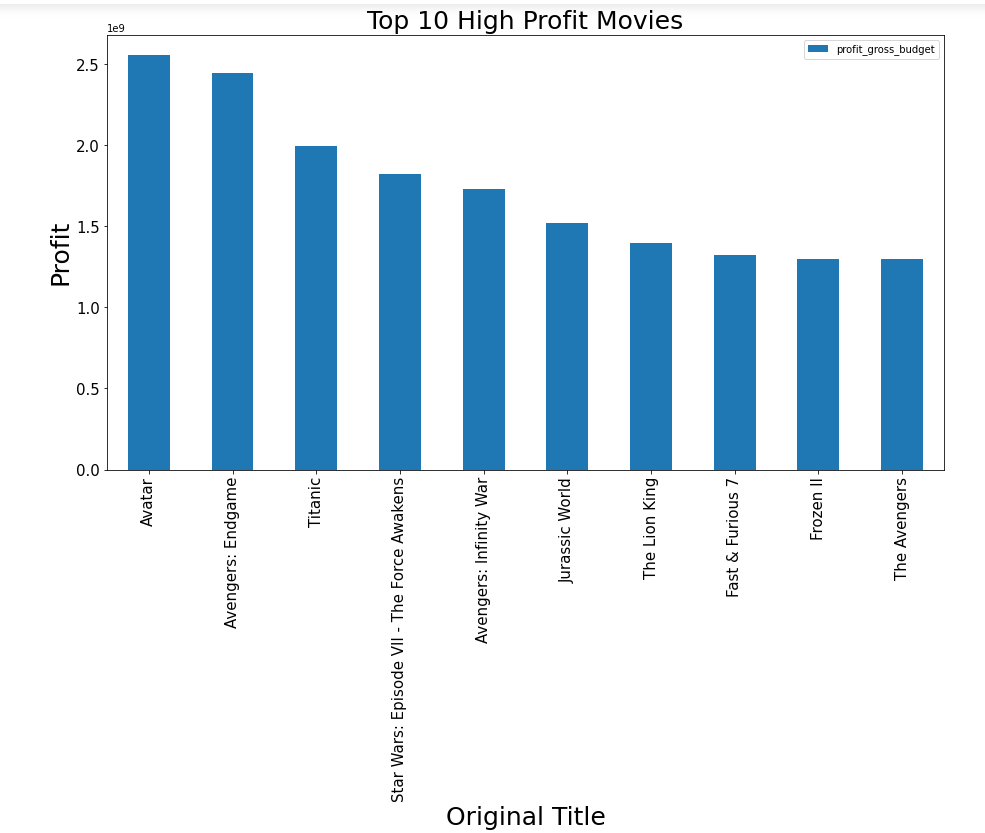 Top 10 High Profit Movies
1e9
profit_gross_budget
2.5
2.0
1.5
1.0
0.5
0.0
Profit
Avatar
Avengers: Endgame
Titanic
Star Wars: Episode VII - The Force Awakens
Avengers: Infinity War
Jurassic World
The Lion King
Fast & Furious 7
Frozen II
The Avengers
Original Title